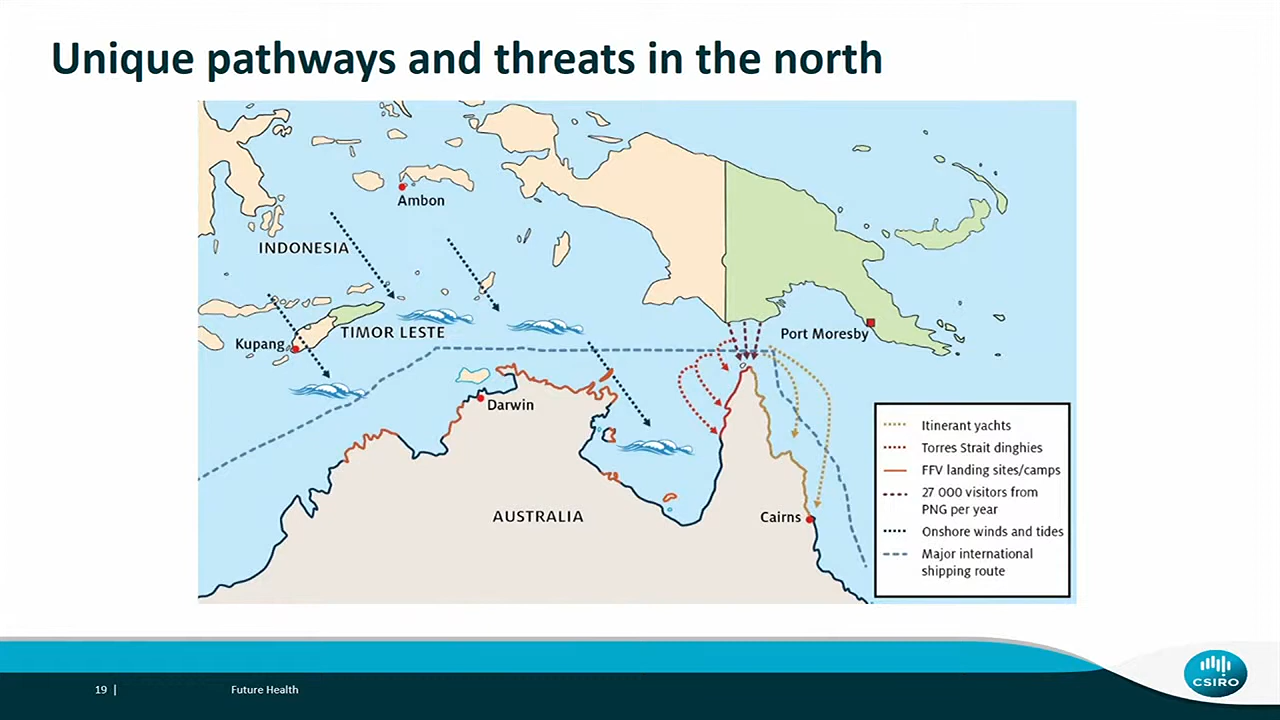 Unique pathways and threats in the north
Ambon
INDONESIA
TIMOR LESTE
Kupang
Port Moresby
Darwin
AUSTRALIA
Cairns
Itinerant yachts
Torres Strait dinghies
FFV landing sites/camps
27 000 visitors from
PNG per year
Onshore winds and tides
Major international
shipping route
19 |
Future Health
CSIRO